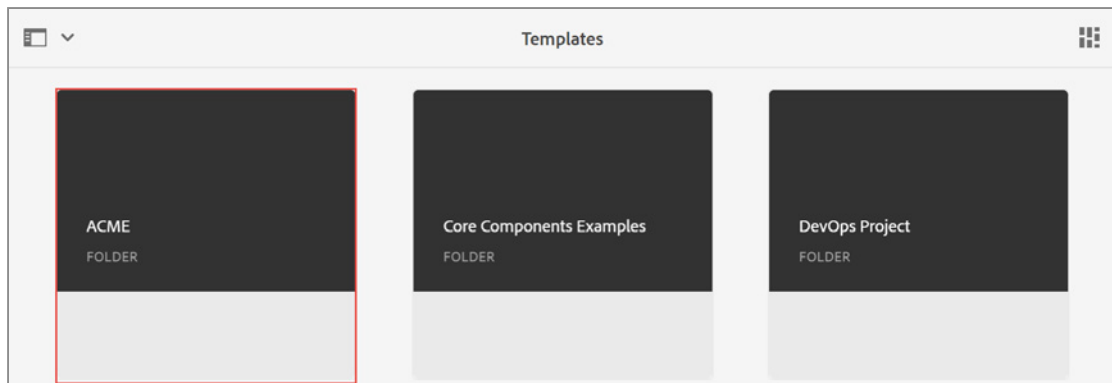 Templates
ACME
FOLDER
Core Components Examples
FOLDER
DevOps Project
FOLDER